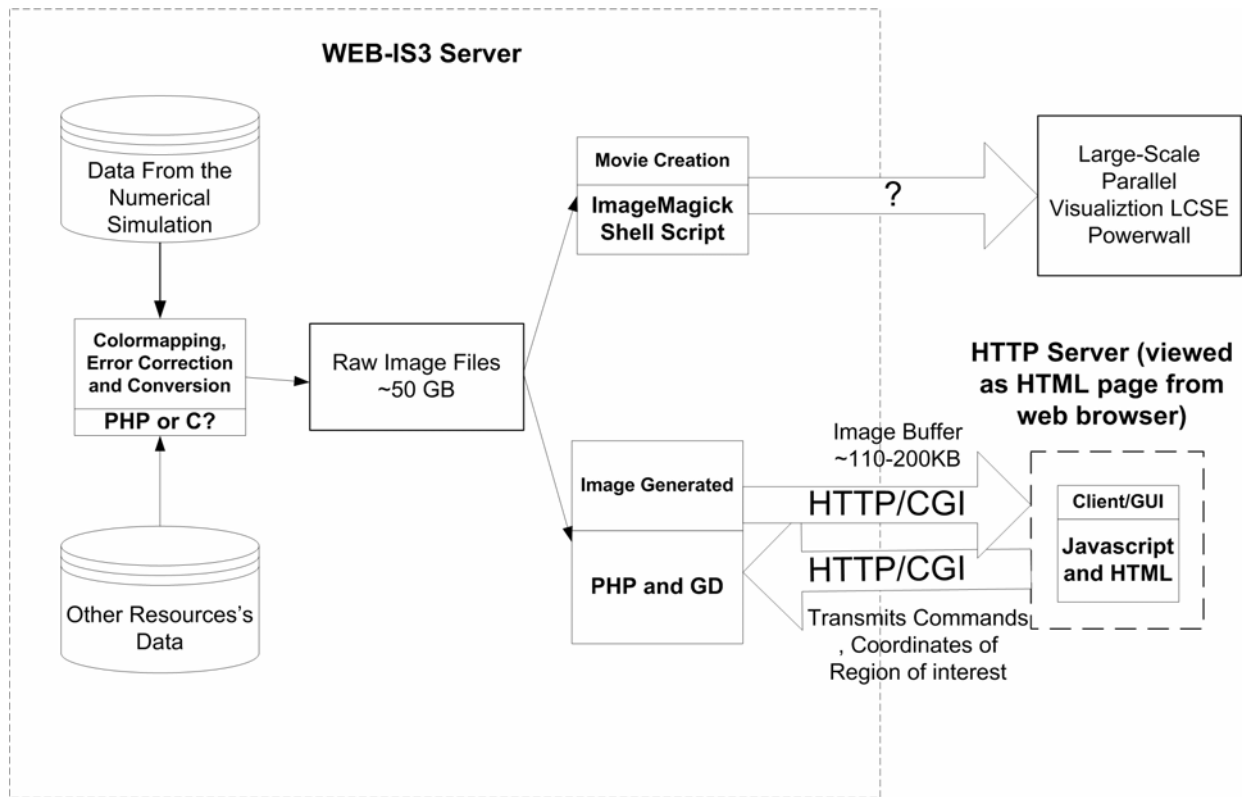 WEB-IS3 Server
Data From the
Numerical
Simulation
Colormapping,
Error Correction
and Conversion
PHP or C?
Other Resources's
Data
Raw Image Files
~50 GB
Movie Creation
ImageMagick
Shell Script
?
Large-Scale
Parallel
Visualiztion LCSE
Powerwall
Image Generated
PHP and GD
Image Buffer
~110-200KB
HTTP/CGI
HTTP/CGI
Transmits Commands
, Coordinates of
Region of interest
HTTP Server (viewed
as HTML page from
web browser)
Client/GUI
Javascript
and HTML